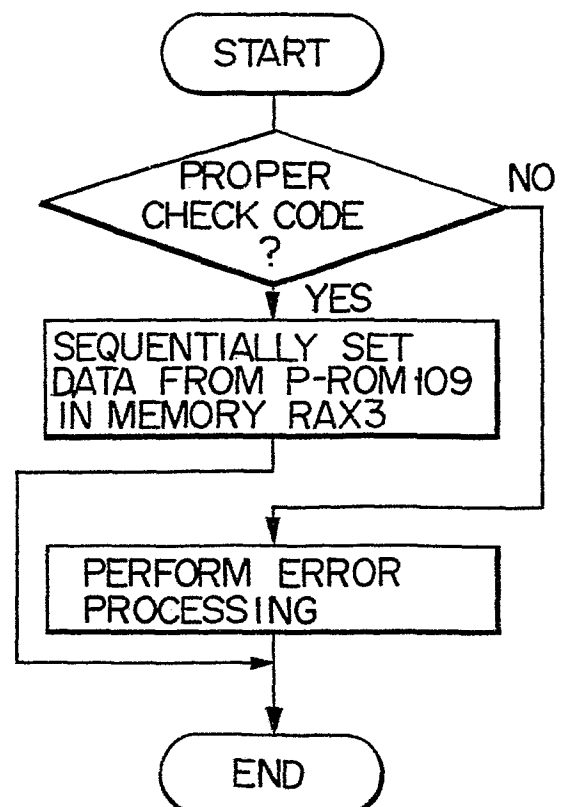 START
PROPER
CHECK CODE
?
NO
YES
SEQUENTIALLY SET
DATA FROM P-ROM 109
IN MEMORY RAX3
PERFORM ERROR
PROCESSING
END